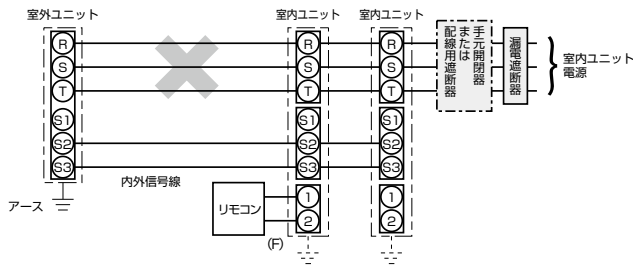 室外ユニット
室内ユニット
室内ユニット
R
S
T
S1
S2
S3
R
S
T
S1
S2
S3
1
2
R
S
T
S1
S2
S3
1
2
手元開閉器
または
配線用遮断器
漏電遮断器
室内ユニット
電源
内外信号線
アース
リモコン
(F)